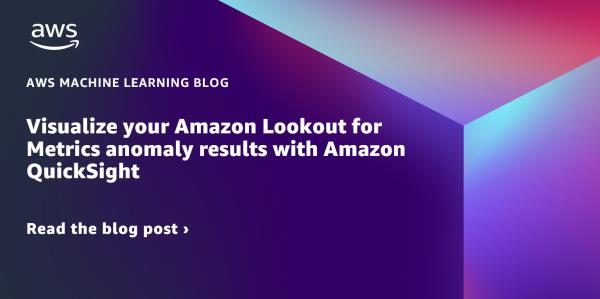 aws
AWS MACHINE LEARNING BLOG
Visualize your Amazon Lookout for
Metrics anomaly results with Amazon
QuickSight
Read the blog post ›